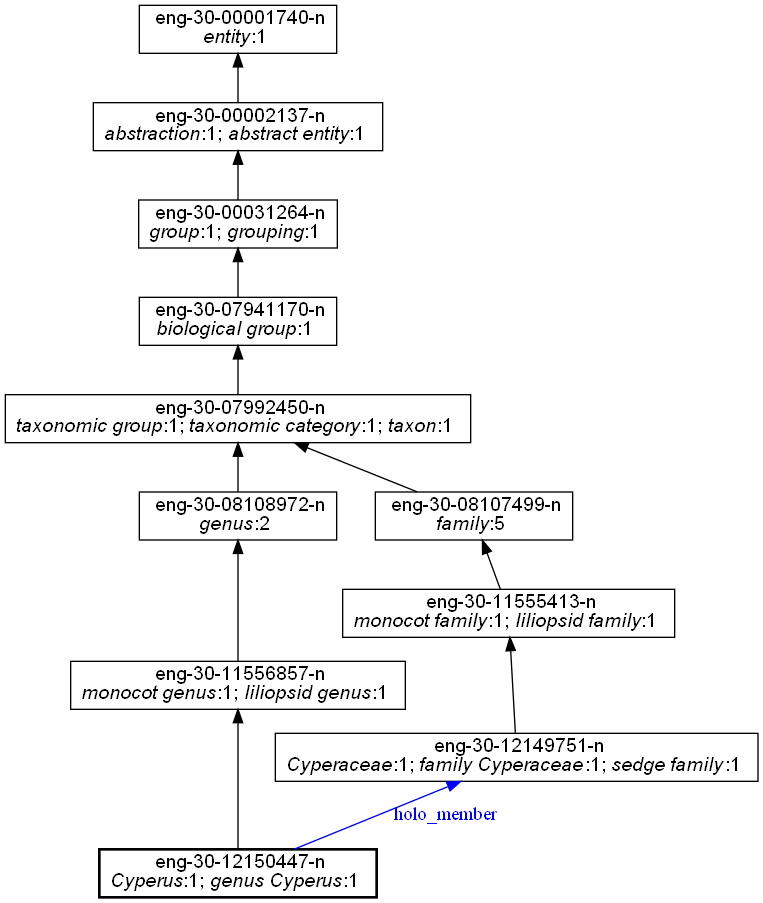 eng-30-00001740-n
entity:1
eng-30-00002137-n
abstraction:1; abstract entity:1
eng-30-00031264-n
group:1; grouping:1
eng-30-07941170-n
biological group:1
eng-30-07992450-n
taxonomic group:1; taxonomic category:1; taxon:1
eng-30-08108972-n
genus:2
eng-30-08107499-n
family:5
eng-30-11555413-n
monocot family:1; liliopsid family:1
eng-30-11556857-n
monocot genus:1; liliopsid genus:1
eng-30-12149751-n
Cyperaceae:1; family Cyperaceae:1; sedge family:1
holo_member
eng-30-12150447-n
Cyperus:1; genus Cyperus:1